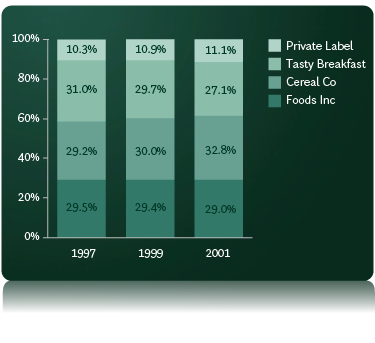 100%
80%
60%
40%
20%
0%
10.3% 10.9% 11.1%
31.0% 29.7% 27.1%
29.2% 30.0% 32.8%
29.5% 29.4% 29.0%
1997 1999 2001
Private Label
Tasty Breakfast
Cereal Co
Foods Inc